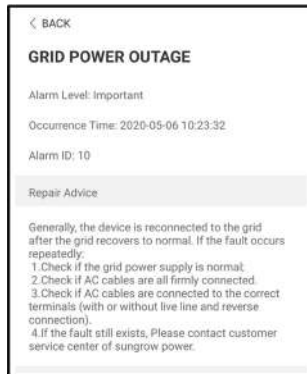 < BACK
GRID POWER OUTAGE
Alarm Level: Important
Occurrence Time: 2020-05-06 10:23:32
Alarm ID: 10
Repair Advice
Generally, the device is reconnected to the grid
after the grid recovers to normal. If the fault occurs
repeatedly:
1.Check if the grid power supply is normal;
2.Check if AC cables are all firmly connected.
3.Check if AC cables are connected to the correct
terminals (with or without live line and reverse
connection).
4.If the fault still exists, Please contact customer
service center of sungrow power.